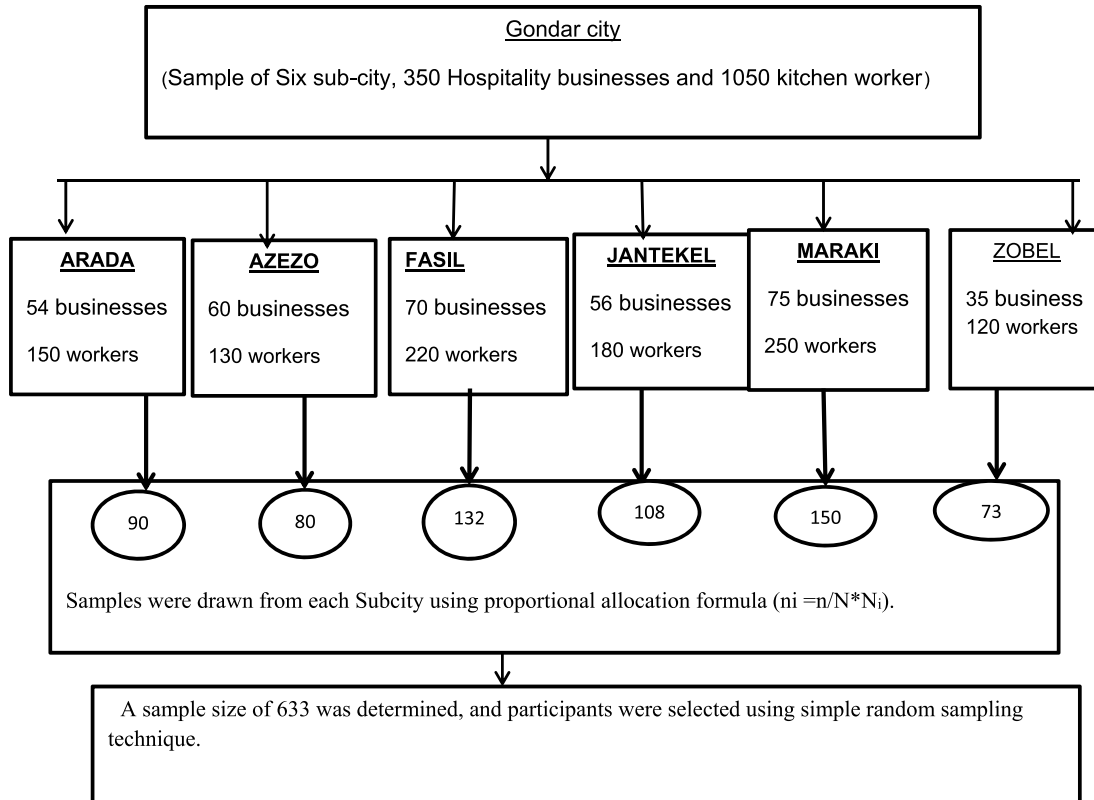 Gondar city
(Sample of Six sub-city, 350 Hospitality businesses and 1050 kitchen worker)
ARADA
54 businesses
150 workers
AZEZO
60 businesses
130 workers
FASIL
70 businesses
220 workers
JANTEKEL
56 businesses
180 workers
MARAKI
75 businesses
250 workers
ZOBEL
35 business
120 workers
90
80
132
108
150
73
Samples were drawn from each Subcity using proportional allocation formula (ni =n/N*Nᵢ).
A sample size of 633 was determined, and participants were selected using simple random sampling
technique.